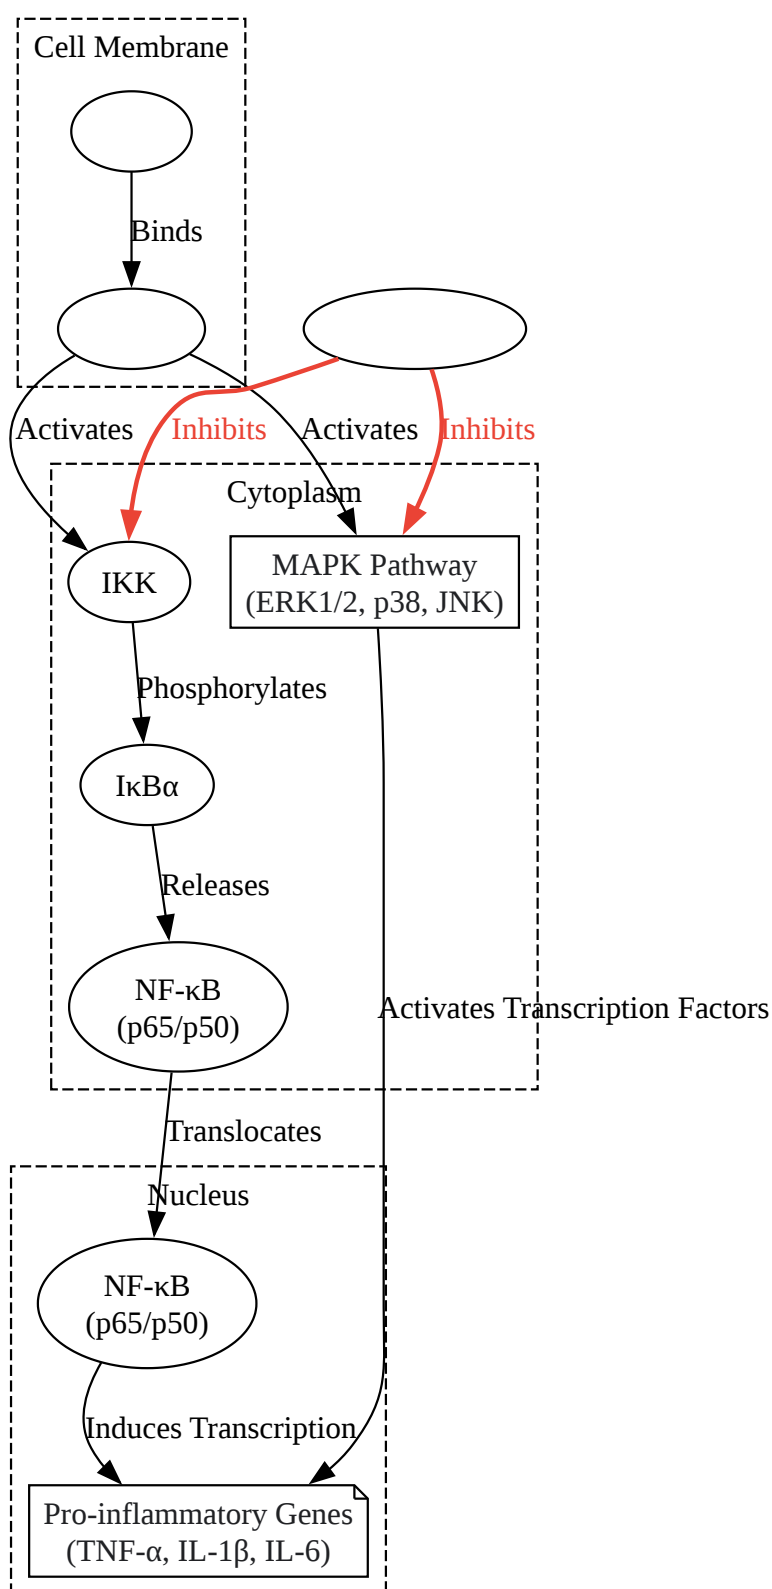 Cell Membrane
Binds
Activates
Inhibits
Activates
Inhibits
Cytoplasm
IKK
MAPK Pathway
(ERK1/2, p38, JNK)
Phosphorylates
IκBα
Releases
NF-κB
(p65/p50)
Activates Transcription Factors
Translocates
Nucleus
NF-κB
(p65/p50)
Induces Transcription
Pro-inflammatory Genes
(TNF-α, IL-1β, IL-6)